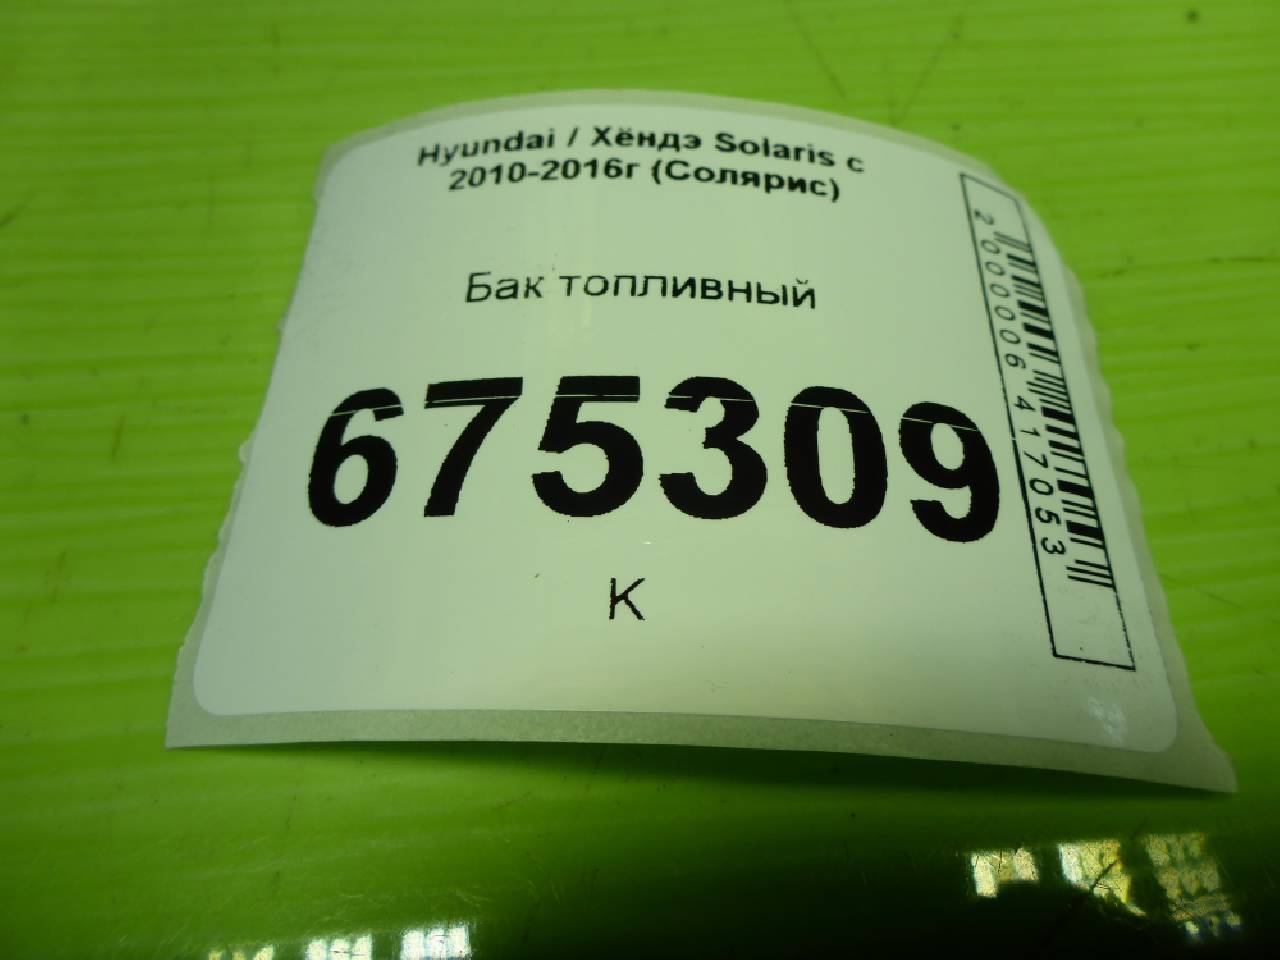 Hyundai / Хёндэ Solaris с
2010-2016г (Солярис)
Бак топливный
675309
К
2000006417053